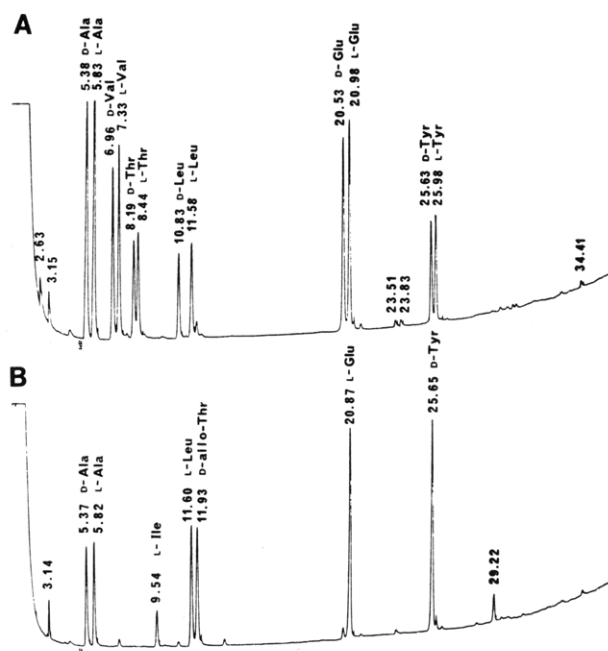 A
2.63
3.15
5.38 D-Ala
5.83 L-Ala
6.96 D-Val
7.33 L-Val
8.19 D-Thr
8.44 L-Thr
10.83 D-Leu
11.58 L-Leu
20.53 D-Glu
20.98 L-Glu
23.51
23.83
25.63 D-Tyr
25.98 L-Tyr
34.41
B
3.14
5.37 D-Ala
5.82 L-Ala
9.54 L-Ile
11.60 L-Leu
11.93 D-allo-Thr
20.87 L-Glu
25.65 D-Tyr
29.22